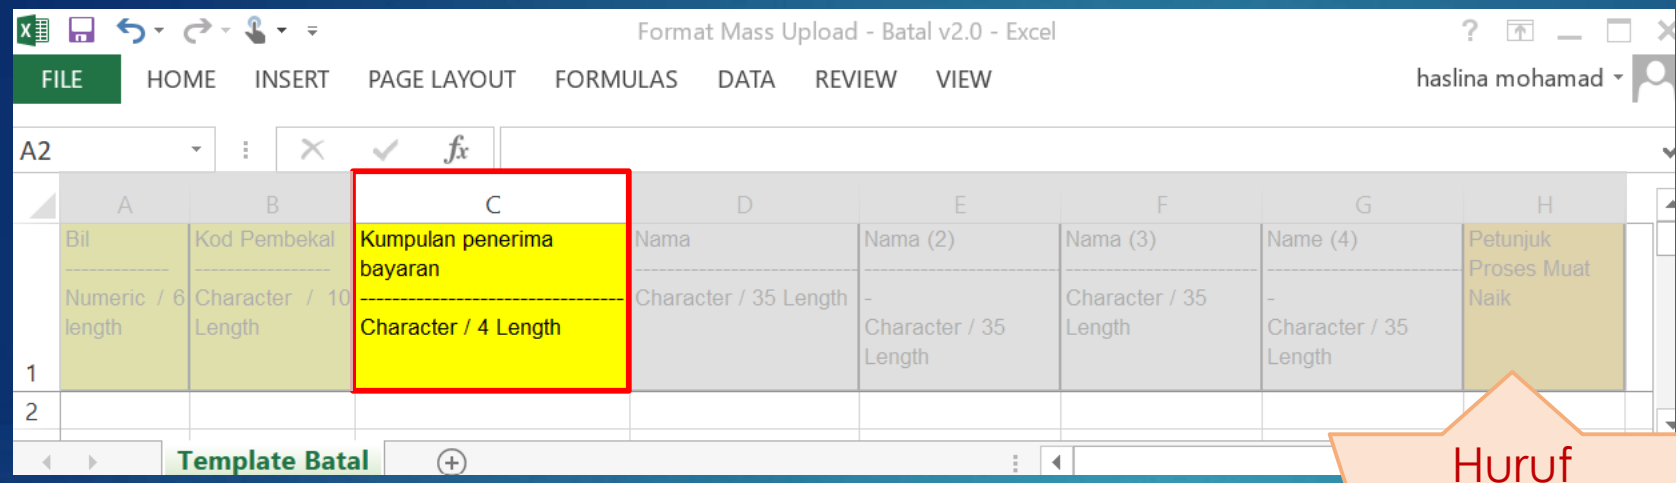 Format Mass Upload - Batal v2.0 - Excel
?
FILE HOME INSERT PAGE LAYOUT FORMULAS DATA REVIEW VIEW haslina mohamad
A2 fx
A B C D E F G H
1
Bil
-------------
Numeric / 6
length
Kod Pembekal
-----------------
Character / 10
Length
Kumpulan penerima
bayaran
---------------------------------
Character / 4 Length
Nama
----------------------------
Character / 35 Length
Nama (2)
-------------------------
-
Character / 35
Length
Nama (3)
------------------------
Character / 35
Length
Name (4)
-------------------------
-
Character / 35
Length
Petunjuk
Proses Muat
Naik
2
Template Batal
Huruf